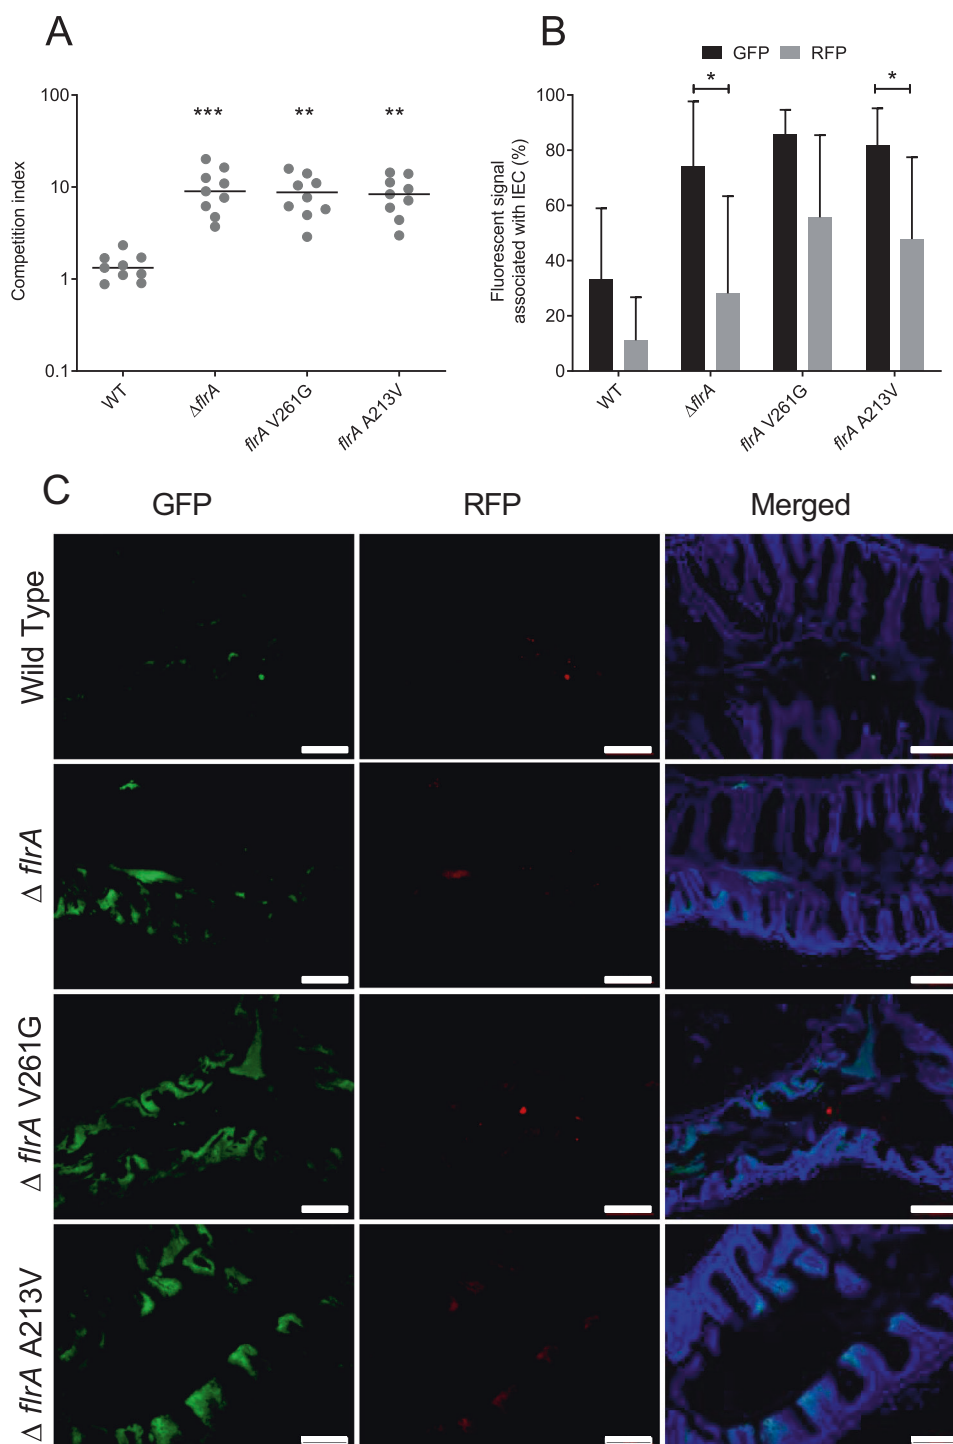 A
Competition index
100
10
1
0.1
***
**
**
WT
ΔflrA
flrA V261G
flrA A213V
B
GFP
RFP
Fluorescent signal
associated with IEC (%)
100
80
60
40
20
0
*
*
WT
ΔflrA
flrA V261G
flrA A213V
C
GFP
RFP
Merged
Wild Type
Δ flrA
Δ flrA V261G
Δ flrA A213V